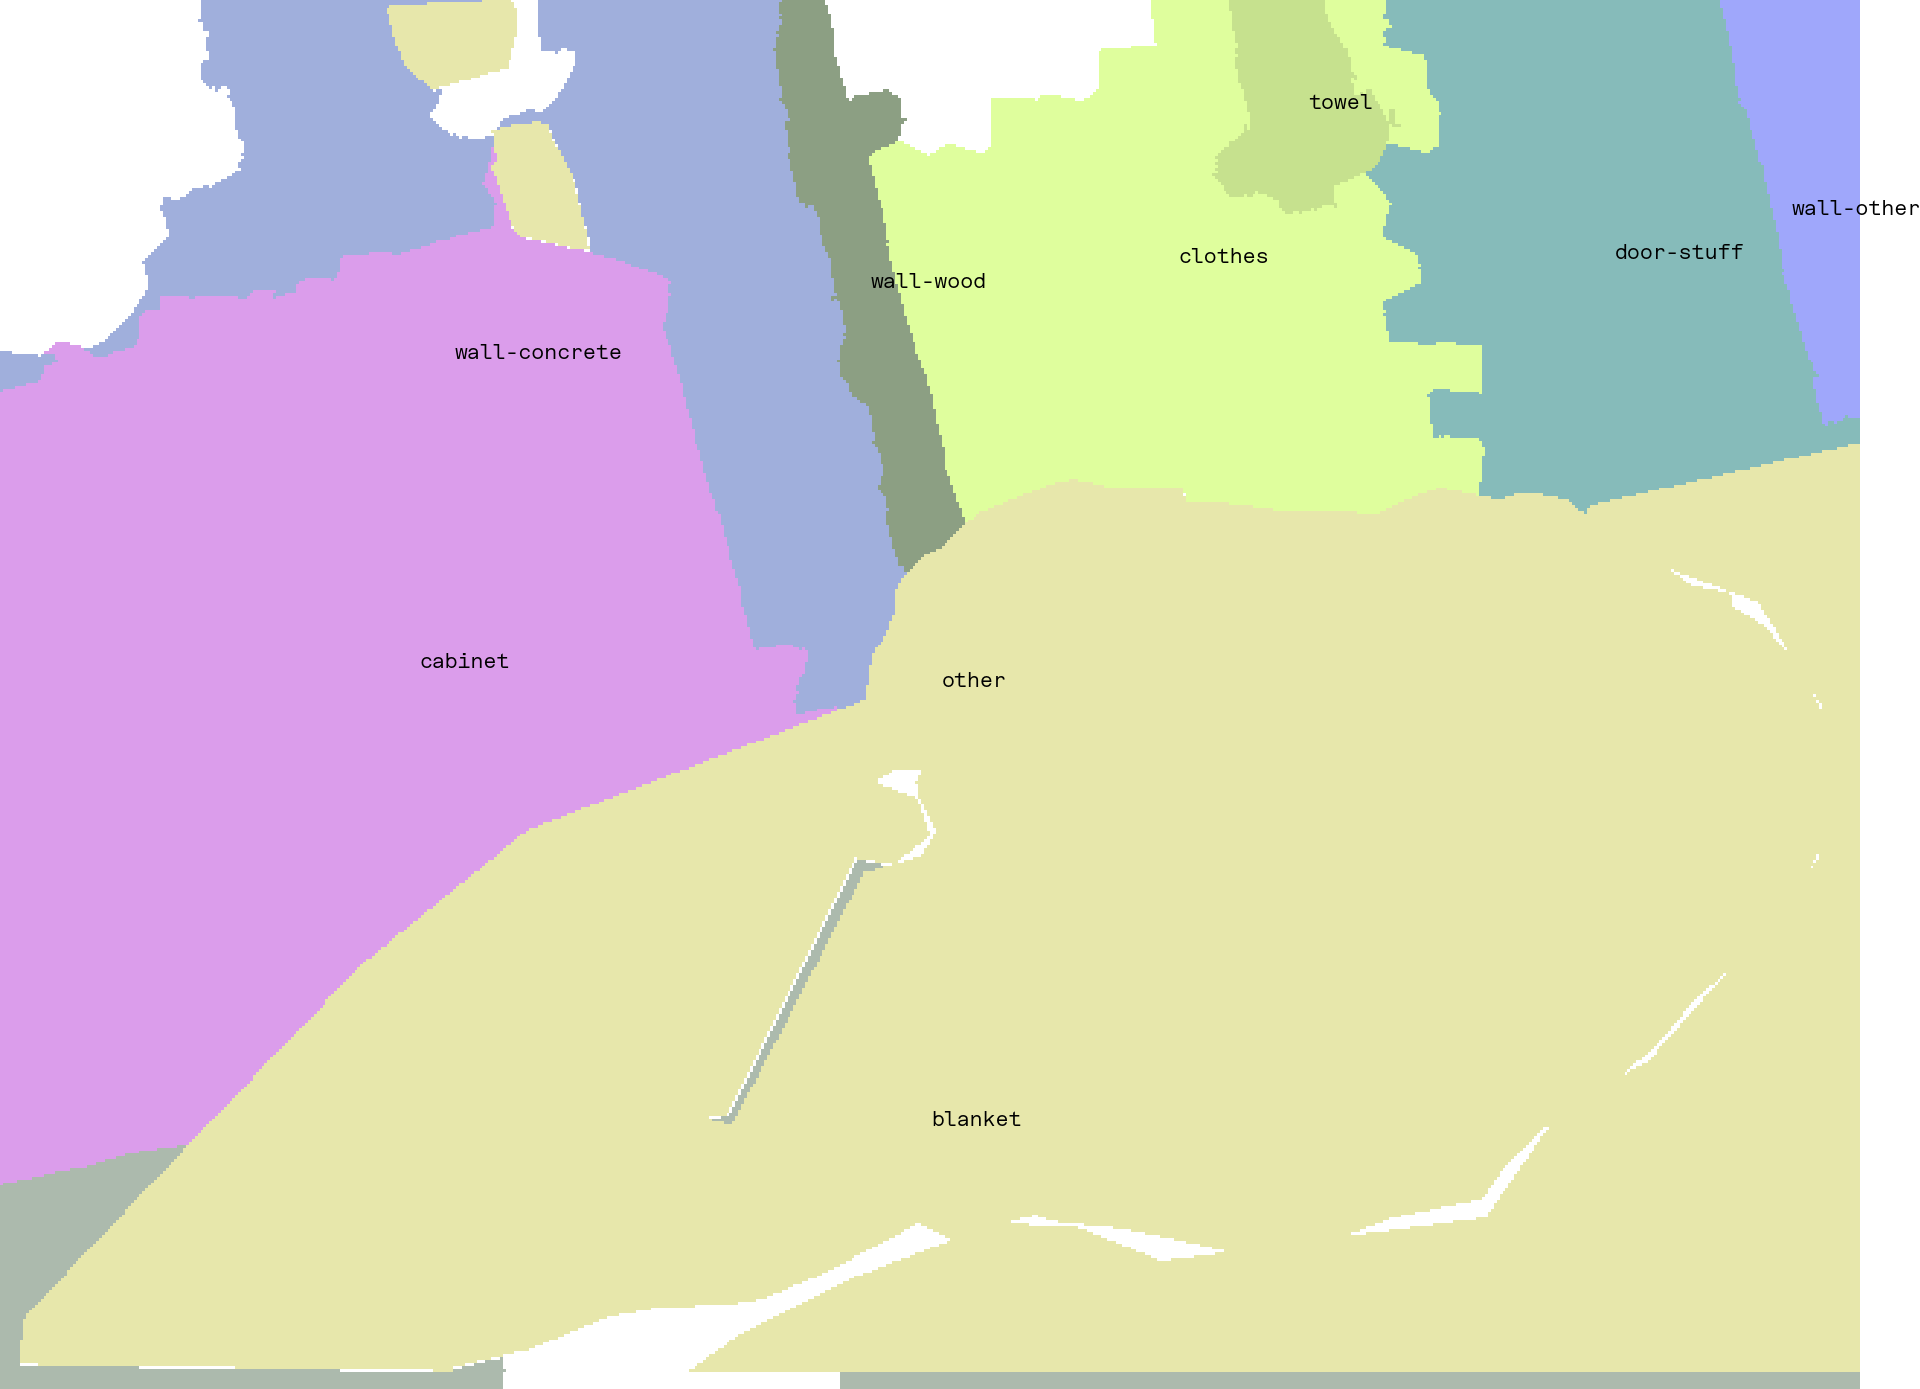 towel
wall-other
door-stuff
clothes
wall-wood
wall-concrete
cabinet
other
blanket